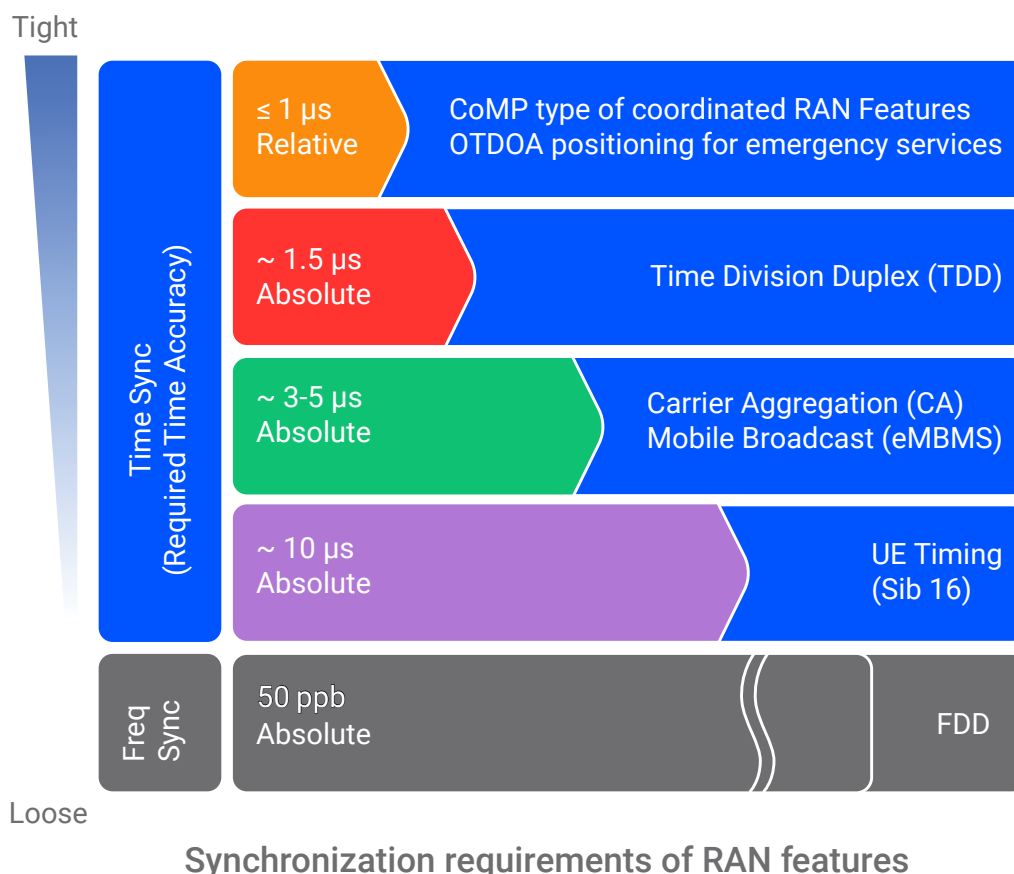 Tight
≤ 1 μs
Relative
CoMP type of coordinated RAN Features
OTDOA positioning for emergency services
~ 1.5 μs
Absolute
Time Division Duplex (TDD)
Time Sync
(Required Time Accuracy)
~ 3-5 μs
Absolute
Carrier Aggregation (CA)
Mobile Broadcast (eMBMS)
~ 10 μs
Absolute
UE Timing
(Sib 16)
Freq
Sync
50 ppb
Absolute
FDD
Loose
Synchronization requirements of RAN features